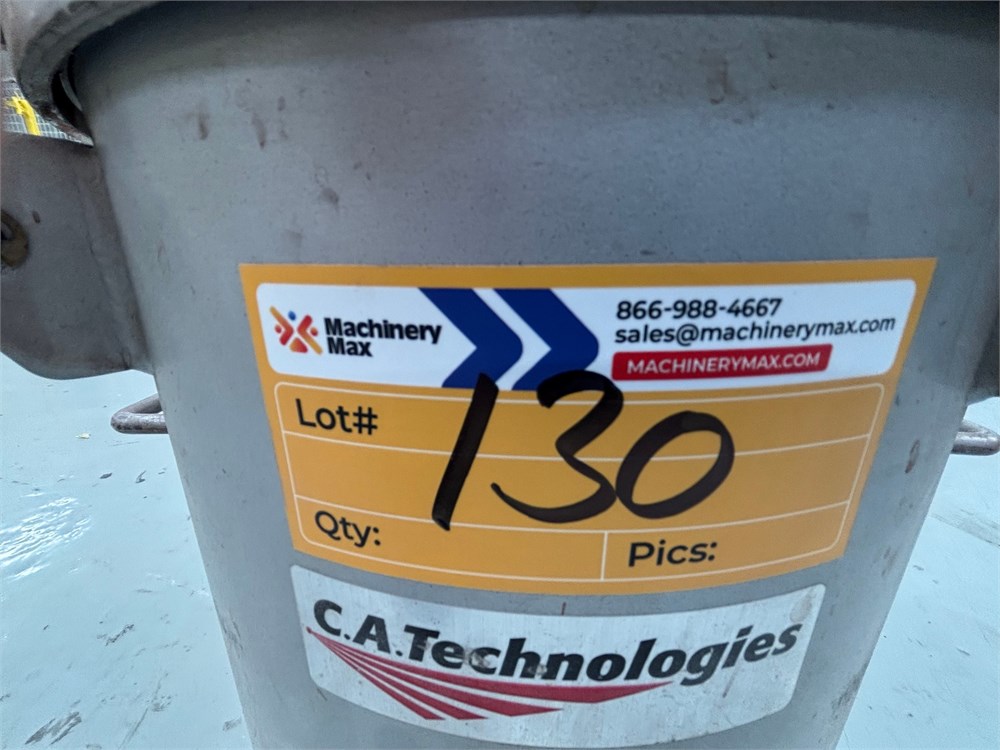 Machinery
Max
866-988-4667
sales@machinerymax.com
MACHINERYMAX.COM
Lot# 130
Qty:
Pics:
C.A.Technologies